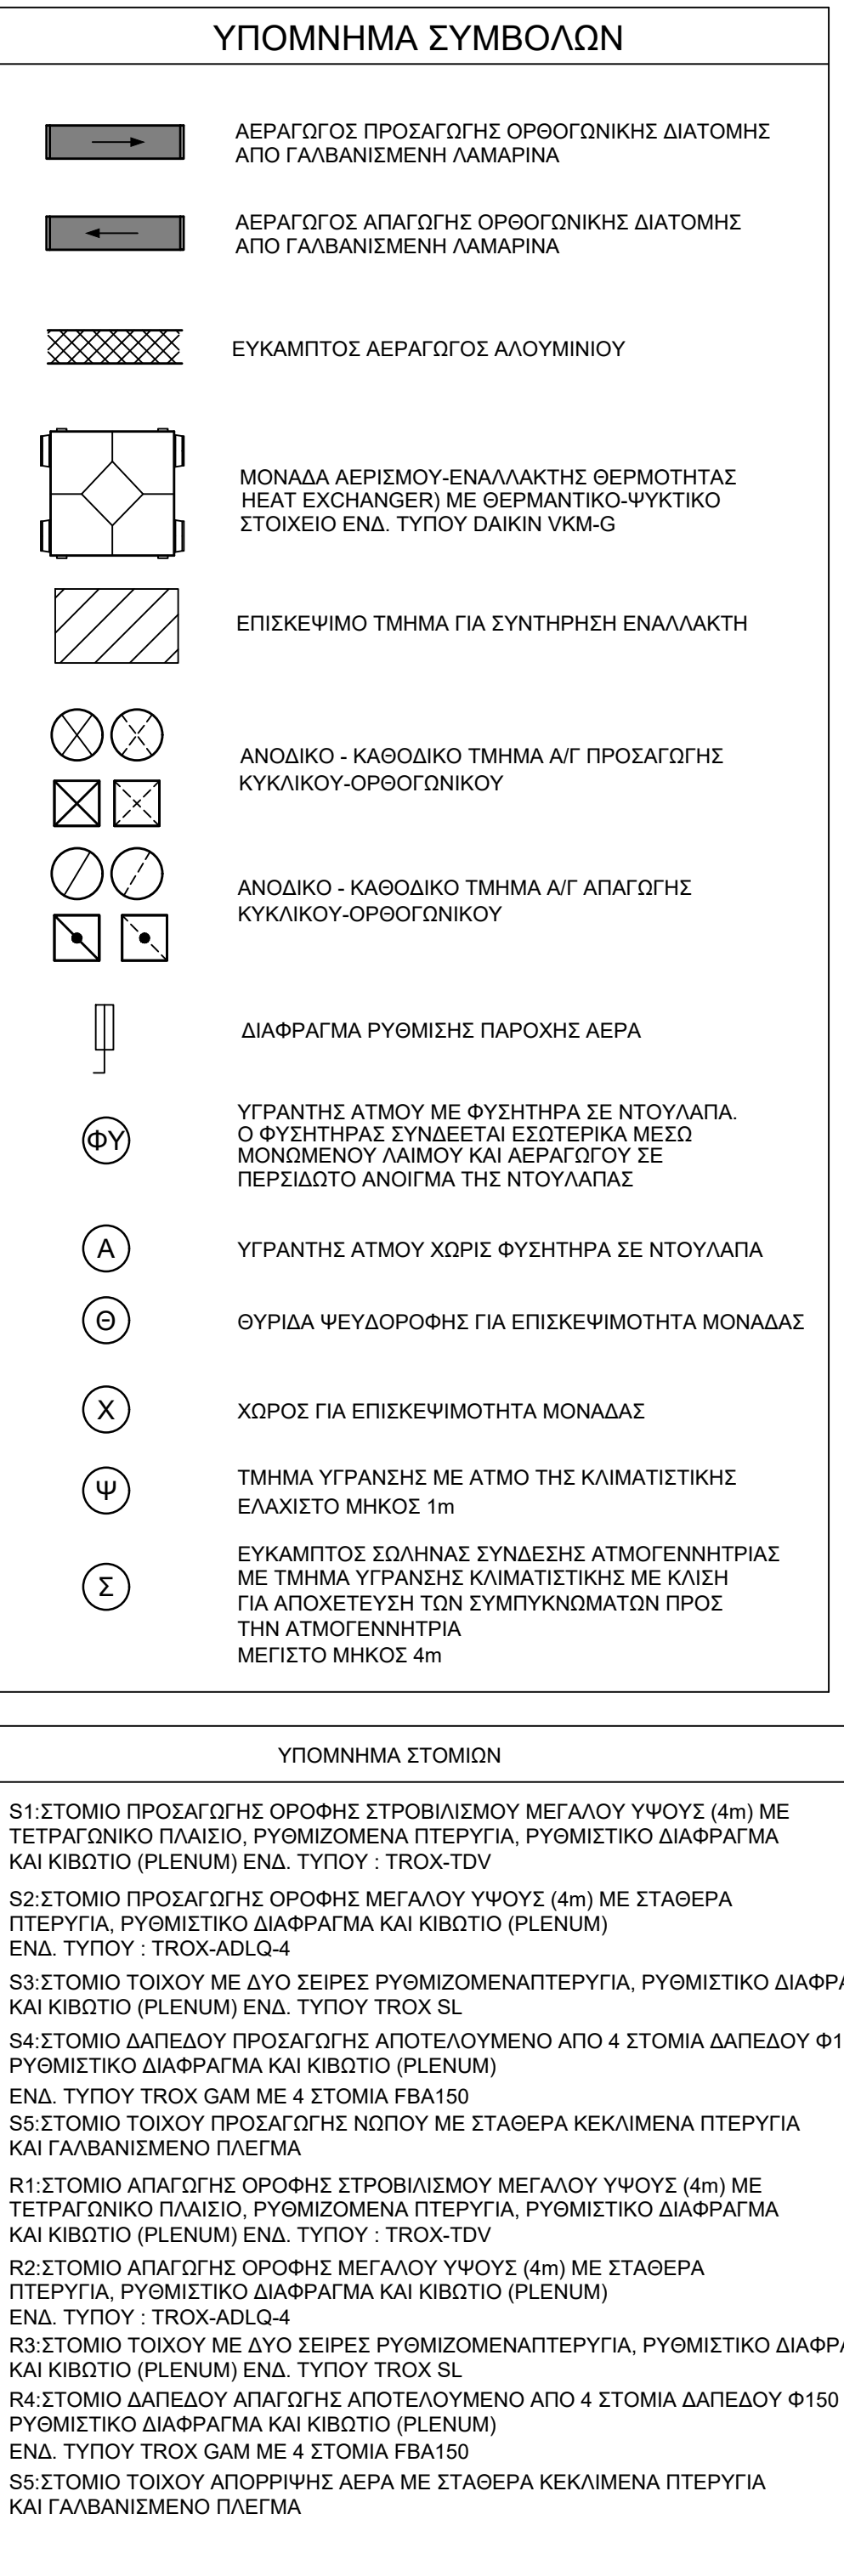 ΥΠΟΜΝΗΜΑ ΣΥΜΒΟΛΩΝ
ΑΕΡΑΓΩΓΟΣ ΠΡΟΣΑΓΩΓΗΣ ΟΡΘΟΓΩΝΙΚΗΣ ΔΙΑΤΟΜΗΣ
ΑΠΟ ΓΑΛΒΑΝΙΣΜΕΝΗ ΛΑΜΑΡΙΝΑ
ΑΕΡΑΓΩΓΟΣ ΑΠΑΓΩΓΗΣ ΟΡΘΟΓΩΝΙΚΗΣ ΔΙΑΤΟΜΗΣ
ΑΠΟ ΓΑΛΒΑΝΙΣΜΕΝΗ ΛΑΜΑΡΙΝΑ
ΕΥΚΑΜΠΤΟΣ ΑΕΡΑΓΩΓΟΣ ΑΛΟΥΜΙΝΙΟΥ
ΜΟΝΑΔΑ ΑΕΡΙΣΜΟΥ-ΕΝΑΛΛΑΚΤΗΣ ΘΕΡΜΟΤΗΤΑΣ
HEAT EXCHANGER) ΜΕ ΘΕΡΜΑΝΤΙΚΟ-ΨΥΚΤΙΚΟ
ΣΤΟΙΧΕΙΟ ΕΝΔ. ΤΥΠΟΥ DAIKIN VKM-G
ΕΠΙΣΚΕΨΙΜΟ ΤΜΗΜΑ ΓΙΑ ΣΥΝΤΗΡΗΣΗ ΕΝΑΛΛΑΚΤΗ
ΑΝΟΔΙΚΟ - ΚΑΘΟΔΙΚΟ ΤΜΗΜΑ Α/Γ ΠΡΟΣΑΓΩΓΗΣ
ΚΥΚΛΙΚΟΥ-ΟΡΘΟΓΩΝΙΚΟΥ
ΑΝΟΔΙΚΟ - ΚΑΘΟΔΙΚΟ ΤΜΗΜΑ Α/Γ ΑΠΑΓΩΓΗΣ
ΚΥΚΛΙΚΟΥ-ΟΡΘΟΓΩΝΙΚΟΥ
ΔΙΑΦΡΑΓΜΑ ΡΥΘΜΙΣΗΣ ΠΑΡΟΧΗΣ ΑΕΡΑ
ΦΥ
ΥΓΡΑΝΤΗΣ ΑΤΜΟΥ ΜΕ ΦΥΣΗΤΗΡΑ ΣΕ ΝΤΟΥΛΑΠΑ.
Ο ΦΥΣΗΤΗΡΑΣ ΣΥΝΔΕΕΤΑΙ ΕΣΩΤΕΡΙΚΑ ΜΕΣΩ
ΜΟΝΩΜΕΝΟΥ ΛΑΙΜΟΥ ΚΑΙ ΑΕΡΑΓΩΓΟΥ ΣΕ
ΠΕΡΣΙΔΩΤΟ ΑΝΟΙΓΜΑ ΤΗΣ ΝΤΟΥΛΑΠΑΣ
Α
ΥΓΡΑΝΤΗΣ ΑΤΜΟΥ ΧΩΡΙΣ ΦΥΣΗΤΗΡΑ ΣΕ ΝΤΟΥΛΑΠΑ
Θ
ΘΥΡΙΔΑ ΨΕΥΔΟΡΟΦΗΣ ΓΙΑ ΕΠΙΣΚΕΨΙΜΟΤΗΤΑ ΜΟΝΑΔΑΣ
Χ
ΧΩΡΟΣ ΓΙΑ ΕΠΙΣΚΕΨΙΜΟΤΗΤΑ ΜΟΝΑΔΑΣ
Ψ
ΤΜΗΜΑ ΥΓΡΑΝΣΗΣ ΜΕ ΑΤΜΟ ΤΗΣ ΚΛΙΜΑΤΙΣΤΙΚΗΣ
ΕΛΑΧΙΣΤΟ ΜΗΚΟΣ 1m
Σ
ΕΥΚΑΜΠΤΟΣ ΣΩΛΗΝΑΣ ΣΥΝΔΕΣΗΣ ΑΤΜΟΓΕΝΝΗΤΡΙΑΣ
ΜΕ ΤΜΗΜΑ ΥΓΡΑΝΣΗΣ ΚΛΙΜΑΤΙΣΤΙΚΗΣ ΜΕ ΚΛΙΣΗ
ΓΙΑ ΑΠΟΧΕΤΕΥΣΗ ΤΩΝ ΣΥΜΠΥΚΝΩΜΑΤΩΝ ΠΡΟΣ
ΤΗΝ ΑΤΜΟΓΕΝΝΗΤΡΙΑ
ΜΕΓΙΣΤΟ ΜΗΚΟΣ 4m
ΥΠΟΜΝΗΜΑ ΣΤΟΜΙΩΝ
S1:ΣΤΟΜΙΟ ΠΡΟΣΑΓΩΓΗΣ ΟΡΟΦΗΣ ΣΤΡΟΒΙΛΙΣΜΟΥ ΜΕΓΑΛΟΥ ΥΨΟΥΣ (4m) ΜΕ
ΤΕΤΡΑΓΩΝΙΚΟ ΠΛΑΙΣΙΟ, ΡΥΘΜΙΖΟΜΕΝΑ ΠΤΕΡΥΓΙΑ, ΡΥΘΜΙΣΤΙΚΟ ΔΙΑΦΡΑΓΜΑ
ΚΑΙ ΚΙΒΩΤΙΟ (PLENUM) ΕΝΔ. ΤΥΠΟΥ : TROX-TDV
S2:ΣΤΟΜΙΟ ΠΡΟΣΑΓΩΓΗΣ ΟΡΟΦΗΣ ΜΕΓΑΛΟΥ ΥΨΟΥΣ (4m) ΜΕ ΣΤΑΘΕΡΑ
ΠΤΕΡΥΓΙΑ, ΡΥΘΜΙΣΤΙΚΟ ΔΙΑΦΡΑΓΜΑ ΚΑΙ ΚΙΒΩΤΙΟ (PLENUM)
ΕΝΔ. ΤΥΠΟΥ : TROX-ADLQ-4
S3:ΣΤΟΜΙΟ ΤΟΙΧΟΥ ΜΕ ΔΥΟ ΣΕΙΡΕΣ ΡΥΘΜΙΖΟΜΕΝΑΠΤΕΡΥΓΙΑ, ΡΥΘΜΙΣΤΙΚΟ ΔΙΑΦΡΑ
ΚΑΙ ΚΙΒΩΤΙΟ (PLENUM) ΕΝΔ. ΤΥΠΟΥ TROX SL
S4:ΣΤΟΜΙΟ ΔΑΠΕΔΟΥ ΠΡΟΣΑΓΩΓΗΣ ΑΠΟΤΕΛΟΥΜΕΝΟ ΑΠΟ 4 ΣΤΟΜΙΑ ΔΑΠΕΔΟΥ Φ1
ΡΥΘΜΙΣΤΙΚΟ ΔΙΑΦΡΑΓΜΑ ΚΑΙ ΚΙΒΩΤΙΟ (PLENUM)
ΕΝΔ. ΤΥΠΟΥ TROX GAM ΜΕ 4 ΣΤΟΜΙΑ FBA150
S5:ΣΤΟΜΙΟ ΤΟΙΧΟΥ ΠΡΟΣΑΓΩΓΗΣ ΝΩΠΟΥ ΜΕ ΣΤΑΘΕΡΑ ΚΕΚΛΙΜΕΝΑ ΠΤΕΡΥΓΙΑ
ΚΑΙ ΓΑΛΒΑΝΙΣΜΕΝΟ ΠΛΕΓΜΑ
R1:ΣΤΟΜΙΟ ΑΠΑΓΩΓΗΣ ΟΡΟΦΗΣ ΣΤΡΟΒΙΛΙΣΜΟΥ ΜΕΓΑΛΟΥ ΥΨΟΥΣ (4m) ΜΕ
ΤΕΤΡΑΓΩΝΙΚΟ ΠΛΑΙΣΙΟ, ΡΥΘΜΙΖΟΜΕΝΑ ΠΤΕΡΥΓΙΑ, ΡΥΘΜΙΣΤΙΚΟ ΔΙΑΦΡΑΓΜΑ
ΚΑΙ ΚΙΒΩΤΙΟ (PLENUM) ΕΝΔ. ΤΥΠΟΥ : TROX-TDV
R2:ΣΤΟΜΙΟ ΑΠΑΓΩΓΗΣ ΟΡΟΦΗΣ ΜΕΓΑΛΟΥ ΥΨΟΥΣ (4m) ΜΕ ΣΤΑΘΕΡΑ
ΠΤΕΡΥΓΙΑ, ΡΥΘΜΙΣΤΙΚΟ ΔΙΑΦΡΑΓΜΑ ΚΑΙ ΚΙΒΩΤΙΟ (PLENUM)
ΕΝΔ. ΤΥΠΟΥ : TROX-ADLQ-4
R3:ΣΤΟΜΙΟ ΤΟΙΧΟΥ ΜΕ ΔΥΟ ΣΕΙΡΕΣ ΡΥΘΜΙΖΟΜΕΝΑΠΤΕΡΥΓΙΑ, ΡΥΘΜΙΣΤΙΚΟ ΔΙΑΦΡΑ
ΚΑΙ ΚΙΒΩΤΙΟ (PLENUM) ΕΝΔ. ΤΥΠΟΥ TROX SL
R4:ΣΤΟΜΙΟ ΔΑΠΕΔΟΥ ΑΠΑΓΩΓΗΣ ΑΠΟΤΕΛΟΥΜΕΝΟ ΑΠΟ 4 ΣΤΟΜΙΑ ΔΑΠΕΔΟΥ Φ150
ΡΥΘΜΙΣΤΙΚΟ ΔΙΑΦΡΑΓΜΑ ΚΑΙ ΚΙΒΩΤΙΟ (PLENUM)
ΕΝΔ. ΤΥΠΟΥ TROX GAM ΜΕ 4 ΣΤΟΜΙΑ FBA150
S5:ΣΤΟΜΙΟ ΤΟΙΧΟΥ ΑΠΟΡΡΙΨΗΣ ΑΕΡΑ ΜΕ ΣΤΑΘΕΡΑ ΚΕΚΛΙΜΕΝΑ ΠΤΕΡΥΓΙΑ
ΚΑΙ ΓΑΛΒΑΝΙΣΜΕΝΟ ΠΛΕΓΜΑ